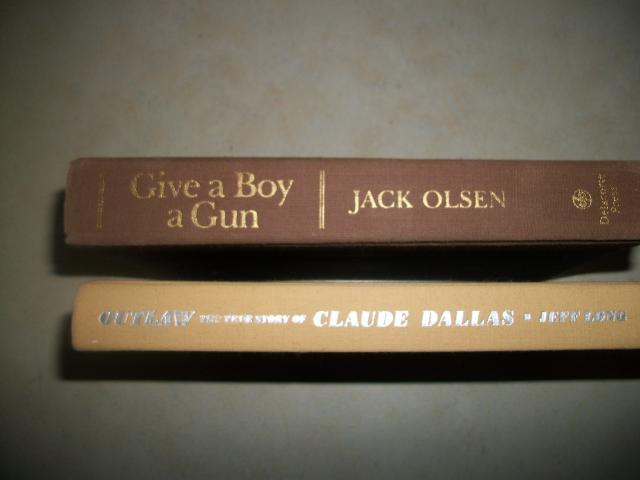 Give a Boy
a Gun
JACK OLSEN
Delacorte
Press
OUTLAW THE TRUE STORY OF CLAUDE DALLAS ▪ JEFF LONG